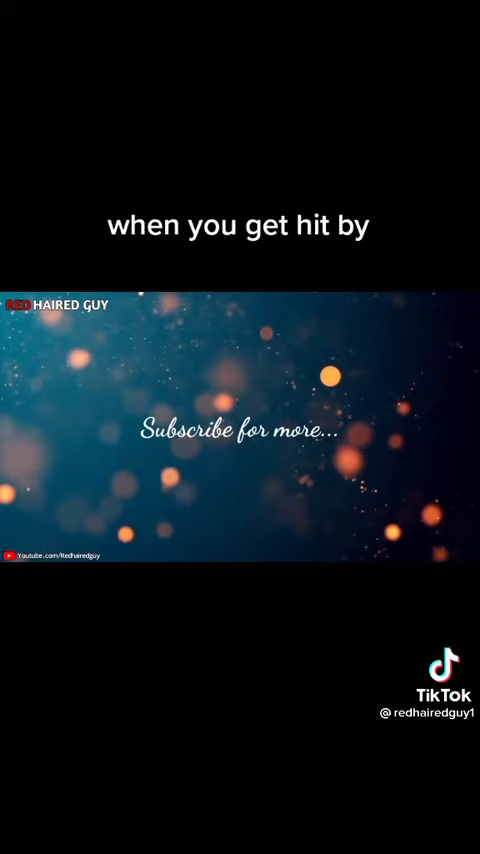 when you get hit by
RED HAIRED GUY
Subscribe for more...
Youtube.com/Redhairedguy
TikTok
@redhairedguy1